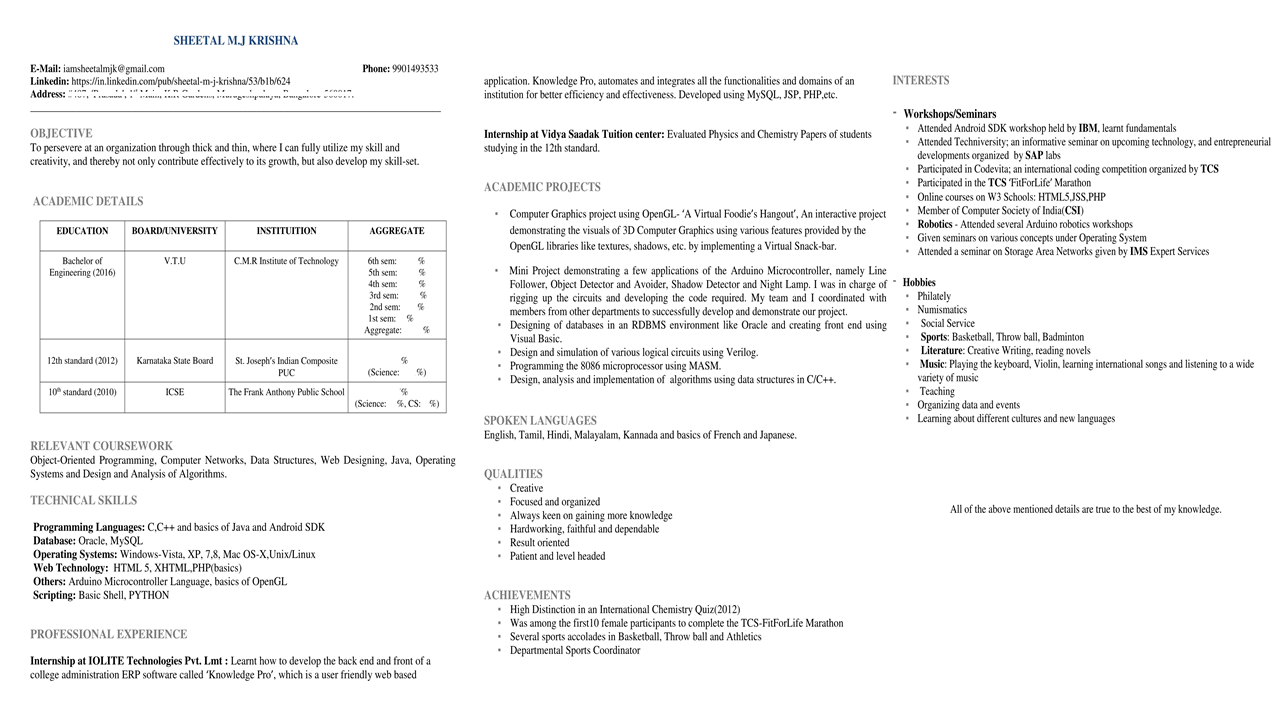 SHEETAL M.J KRISHNA
E-Mail: iamsheetalmjk@gmail.com Phone: 9901493533
Linkedin: https://in.linkedin.com/pub/sheetal-m-j-krishna/53/b1b/624
Address:
OBJECTIVE
To persevere at an organization through thick and thin, where I can fully utilize my skill and
creativity, and thereby not only contribute effectively to its growth, but also develop my skill-set.
ACADEMIC DETAILS
EDUCATION BOARD/UNIVERSITY INSTITUITION AGGREGATE
Bachelor of V.T.U C.M.R Institute of Technology 6th sem: %
Engineering (2016) 5th sem: %
4th sem: %
3rd sem: %
2nd sem: %
1st sem: %
Aggregate: %
12th standard (2012) Karnataka State Board St. Joseph's Indian Composite %
PUC (Science: %)
10th standard (2010) ICSE The Frank Anthony Public School %
(Science: %, CS: %)
RELEVANT COURSEWORK
Object-Oriented Programming, Computer Networks, Data Structures, Web Designing, Java, Operating
Systems and Design and Analysis of Algorithms.
TECHNICAL SKILLS
Programming Languages: C,C++ and basics of Java and Android SDK
Database: Oracle, MySQL
Operating Systems: Windows-Vista, XP, 7,8, Mac OS-X,Unix/Linux
Web Technology: HTML 5, XHTML,PHP(basics)
Others: Arduino Microcontroller Language, basics of OpenGL
Scripting: Basic Shell, PYTHON
PROFESSIONAL EXPERIENCE
Internship at IOLITE Technologies Pvt. Lmt : Learnt how to develop the back end and front of a
college administration ERP software called 'Knowledge Pro', which is a user friendly web based
application. Knowledge Pro, automates and integrates all the functionalities and domains of an
institution for better efficiency and effectiveness. Developed using MySQL, JSP, PHP,etc.
Internship at Vidya Saadak Tuition center: Evaluated Physics and Chemistry Papers of students
studying in the 12th standard.
ACADEMIC PROJECTS
Computer Graphics project using OpenGL- 'A Virtual Foodie's Hangout', An interactive project
demonstrating the visuals of 3D Computer Graphics using various features provided by the
OpenGL libraries like textures, shadows, etc. by implementing a Virtual Snack-bar.
Mini Project demonstrating a few applications of the Arduino Microcontroller, namely Line
Follower, Object Detector and Avoider, Shadow Detector and Night Lamp. I was in charge of
rigging up the circuits and developing the code required. My team and I coordinated with
members from other departments to successfully develop and demonstrate our project.
Designing of databases in an RDBMS environment like Oracle and creating front end using
Visual Basic.
Design and simulation of various logical circuits using Verilog.
Programming the 8086 microprocessor using MASM.
Design, analysis and implementation of algorithms using data structures in C/C++.
SPOKEN LANGUAGES
English, Tamil, Hindi, Malayalam, Kannada and basics of French and Japanese.
QUALITIES
Creative
Focused and organized
Always keen on gaining more knowledge
Hardworking, faithful and dependable
Result oriented
Patient and level headed
ACHIEVEMENTS
High Distinction in an International Chemistry Quiz(2012)
Was among the first10 female participants to complete the TCS-FitForLife Marathon
Several sports accolades in Basketball, Throw ball and Athletics
Departmental Sports Coordinator
INTERESTS
Workshops/Seminars
Attended Android SDK workshop held by IBM, learnt fundamentals
Attended Techniversity; an informative seminar on upcoming technology, and entrepreneurial
developments organized by SAP labs
Participated in Codevita; an international coding competition organized by TCS
Participated in the TCS 'FitForLife' Marathon
Online courses on W3 Schools: HTML5,JSS,PHP
Member of Computer Society of India(CSI)
Robotics - Attended several Arduino robotics workshops
Given seminars on various concepts under Operating System
Attended a seminar on Storage Area Networks given by IMS Expert Services
Hobbies
Philately
Numismatics
Social Service
Sports: Basketball, Throw ball, Badminton
Literature: Creative Writing, reading novels
Music: Playing the keyboard, Violin, learning international songs and listening to a wide
variety of music
Teaching
Organizing data and events
Learning about different cultures and new languages
All of the above mentioned details are true to the best of my knowledge.